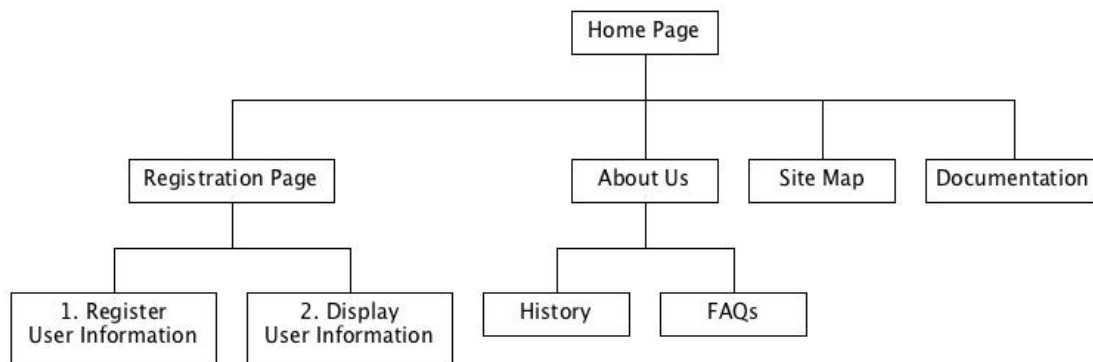 Home Page
Registration Page
About Us
Site Map
Documentation
1. Register
User Information
2. Display
User Information
History
FAQs